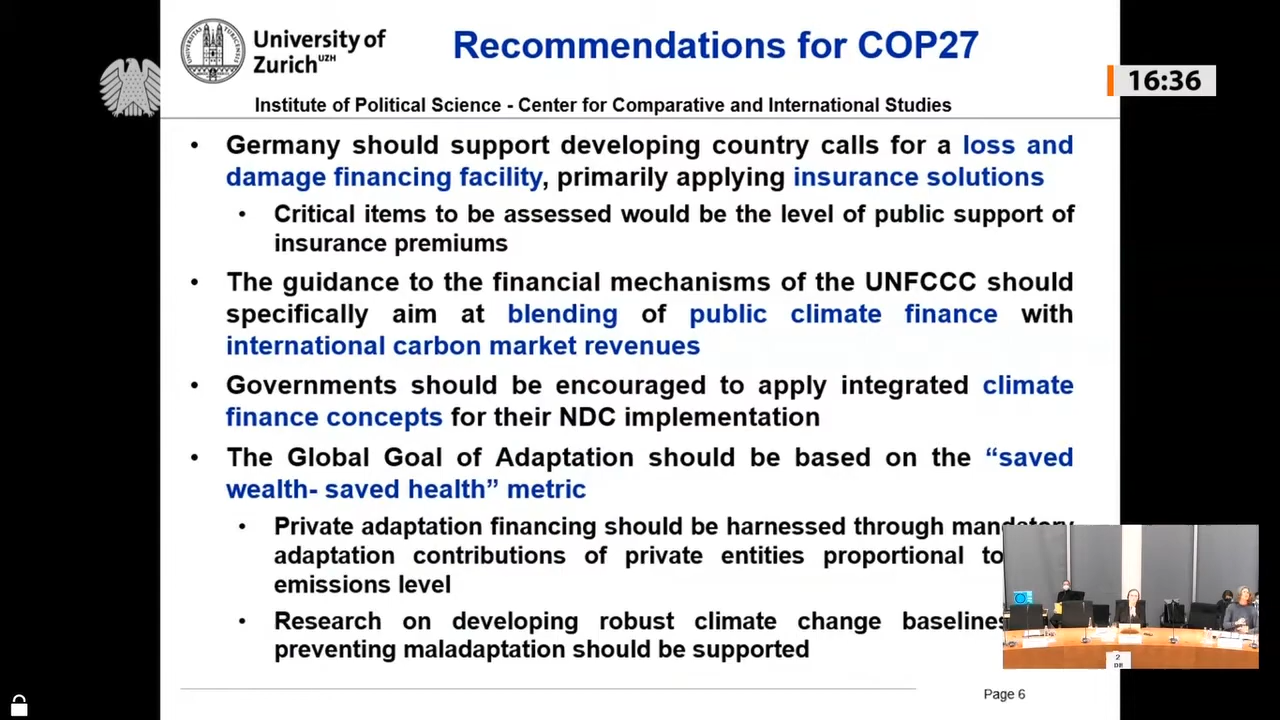 University of
Zurich UZH
Recommendations for COP27
16:36
Institute of Political Science - Center for Comparative and International Studies
• Germany should support developing country calls for a loss and
damage financing facility, primarily applying insurance solutions
• Critical items to be assessed would be the level of public support of
insurance premiums
• The guidance to the financial mechanisms of the UNFCCC should
specifically aim at blending of public climate finance with
international carbon market revenues
• Governments should be encouraged to apply integrated climate
finance concepts for their NDC implementation
• The Global Goal of Adaptation should be based on the “saved
wealth- saved health” metric
• Private adaptation financing should be harnessed through mandatory
adaptation contributions of private entities proportional to
emissions level
• Research on developing robust climate change baselines
preventing maladaptation should be supported
Page 6